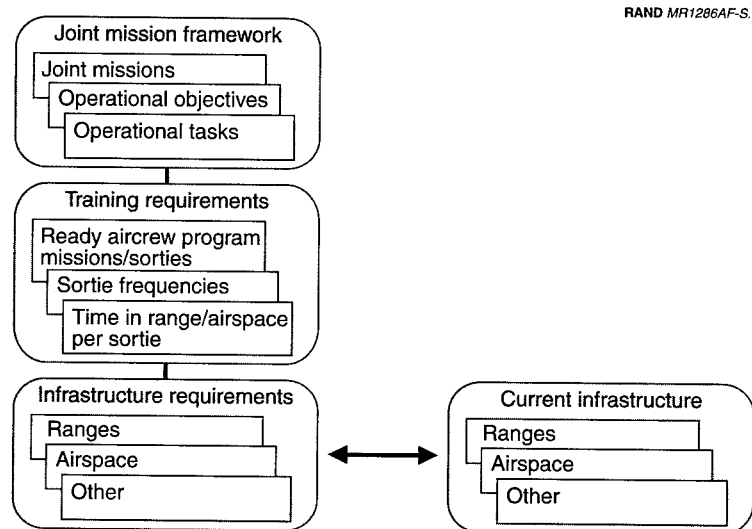 RAND MR1286AF-S.
Joint mission framework
Joint missions
Operational objectives
Operational tasks
Training requirements
Ready aircrew program
missions/sorties
Sortie frequencies
Time in range/airspace
per sortie
Infrastructure requirements
Ranges
Airspace
Other
Current infrastructure
Ranges
Airspace
Other